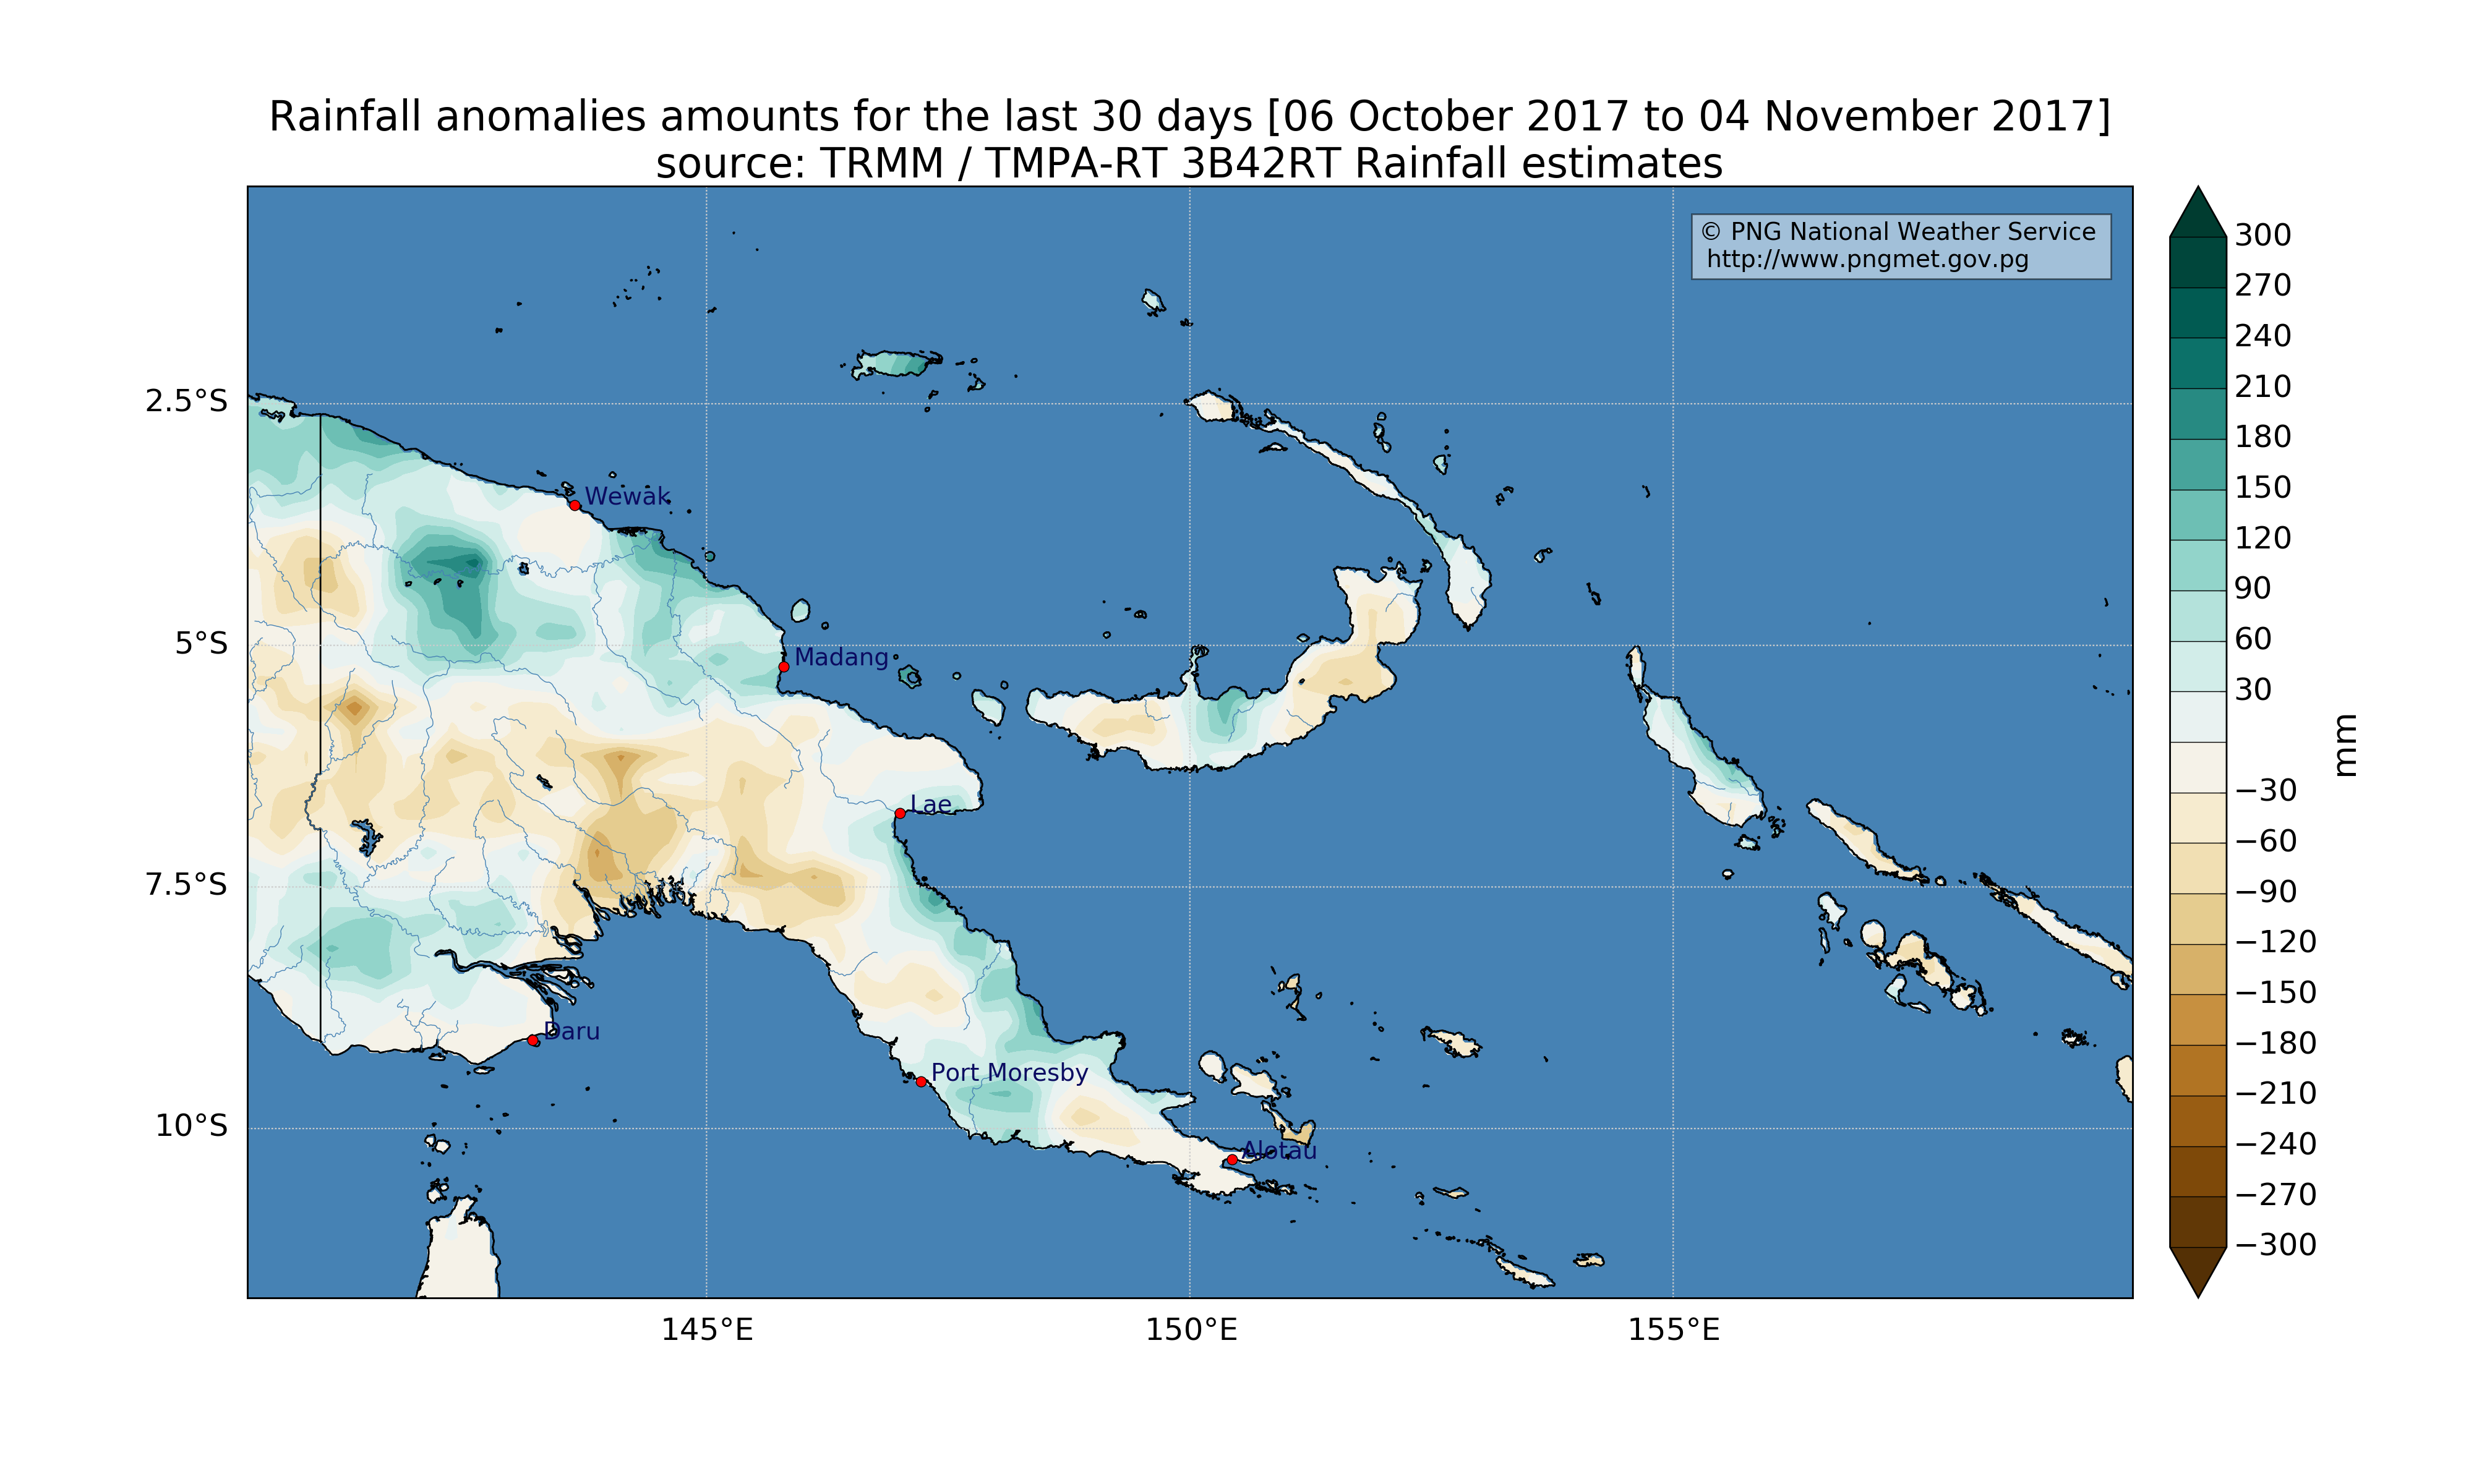 Rainfall anomalies amounts for the last 30 days [06 October 2017 to 04 November 2017]
source: TRMM / TMPA-RT 3B42RT Rainfall estimates
© PNG National Weather Service
http://www.pngmet.gov.pg
2.5°S
5°S
7.5°S
10°S
Wewak
Madang
Lae
Daru
Port Moresby
Alotau
145°E
150°E
155°E
300
270
240
210
180
150
120
90
60
30
−30
−60
−90
−120
−150
−180
−210
−240
−270
−300
mm